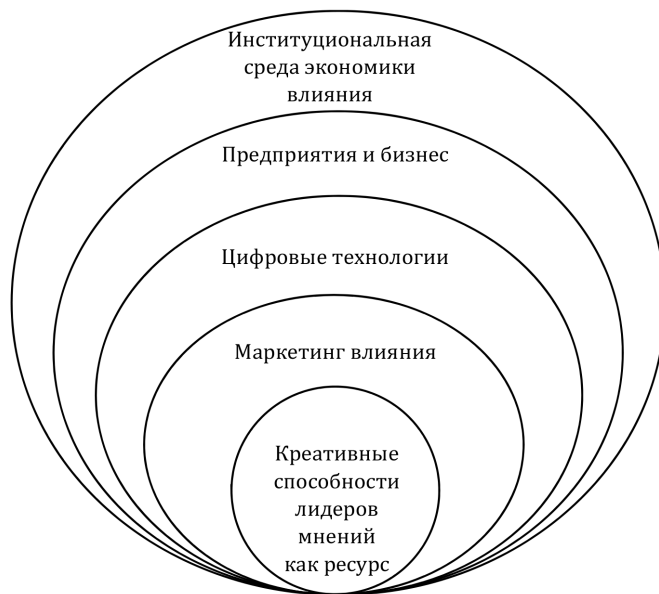 Институциональная
среда экономики
влияния
Предприятия и бизнес
Цифровые технологии
Маркетинг влияния
Креативные
способности
лидеров
мнений
как ресурс